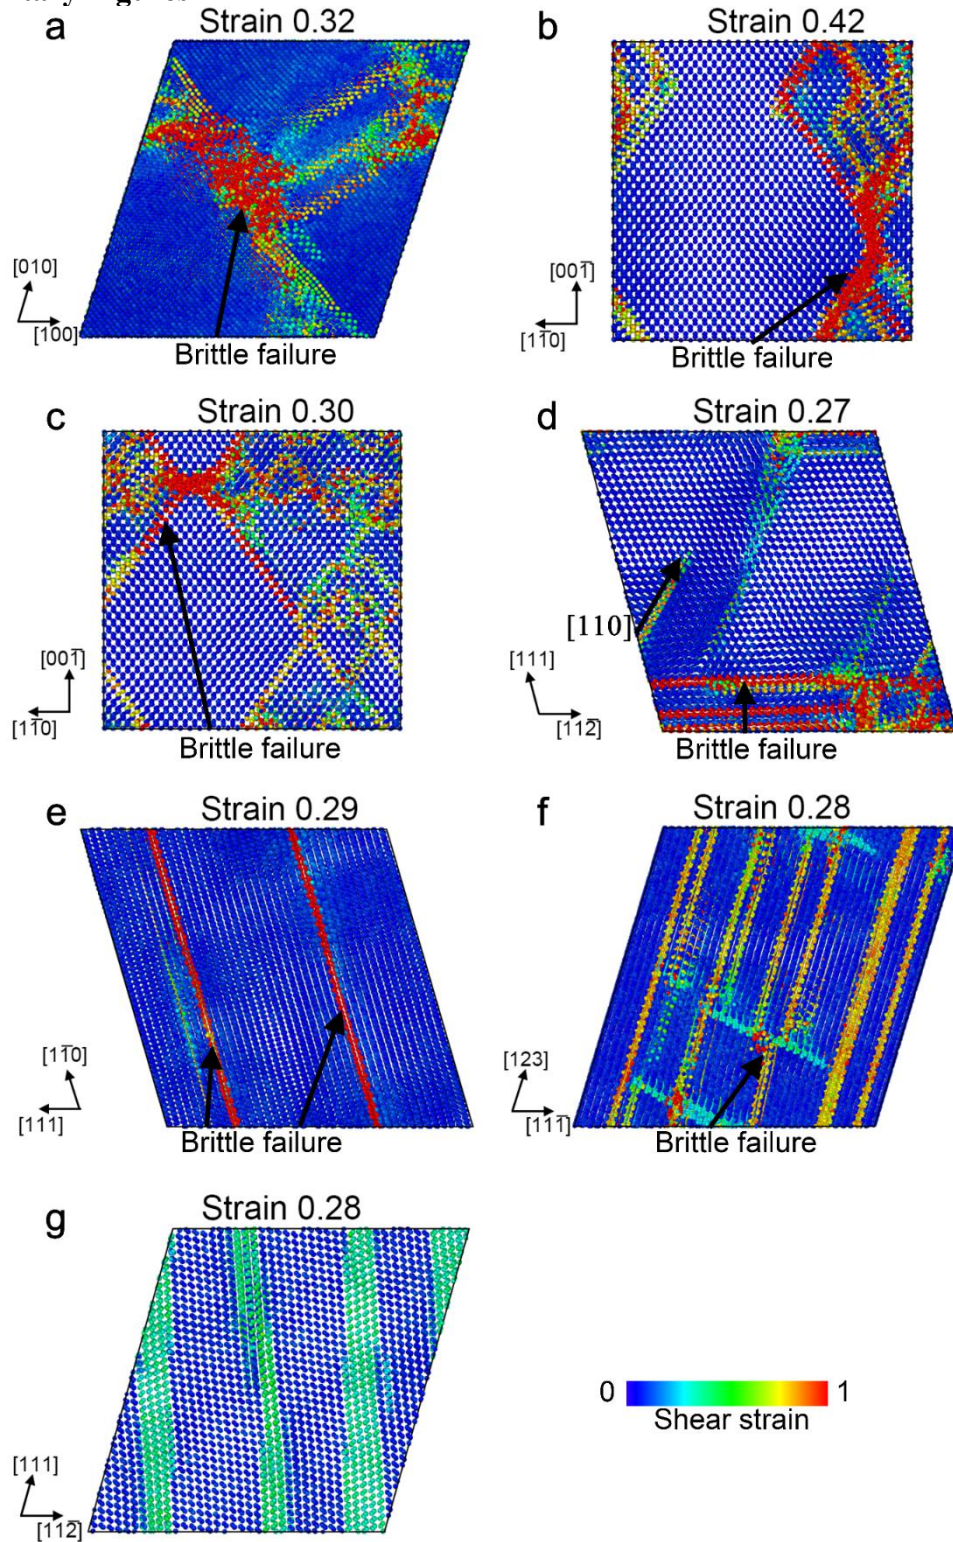 a
Strain 0.32
b
Strain 0.42
[010]
[100]
Brittle failure
[001̄]
[11̄0]
Brittle failure
c
Strain 0.30
d
Strain 0.27
[110]
[001̄]
[11̄0]
Brittle failure
[111]
[112̄]
Brittle failure
e
Strain 0.29
f
Strain 0.28
[11̄0]
[111]
Brittle failure
[123]
[111̄]
Brittle failure
g
Strain 0.28
[111]
[112̄]
0 1
Shear strain